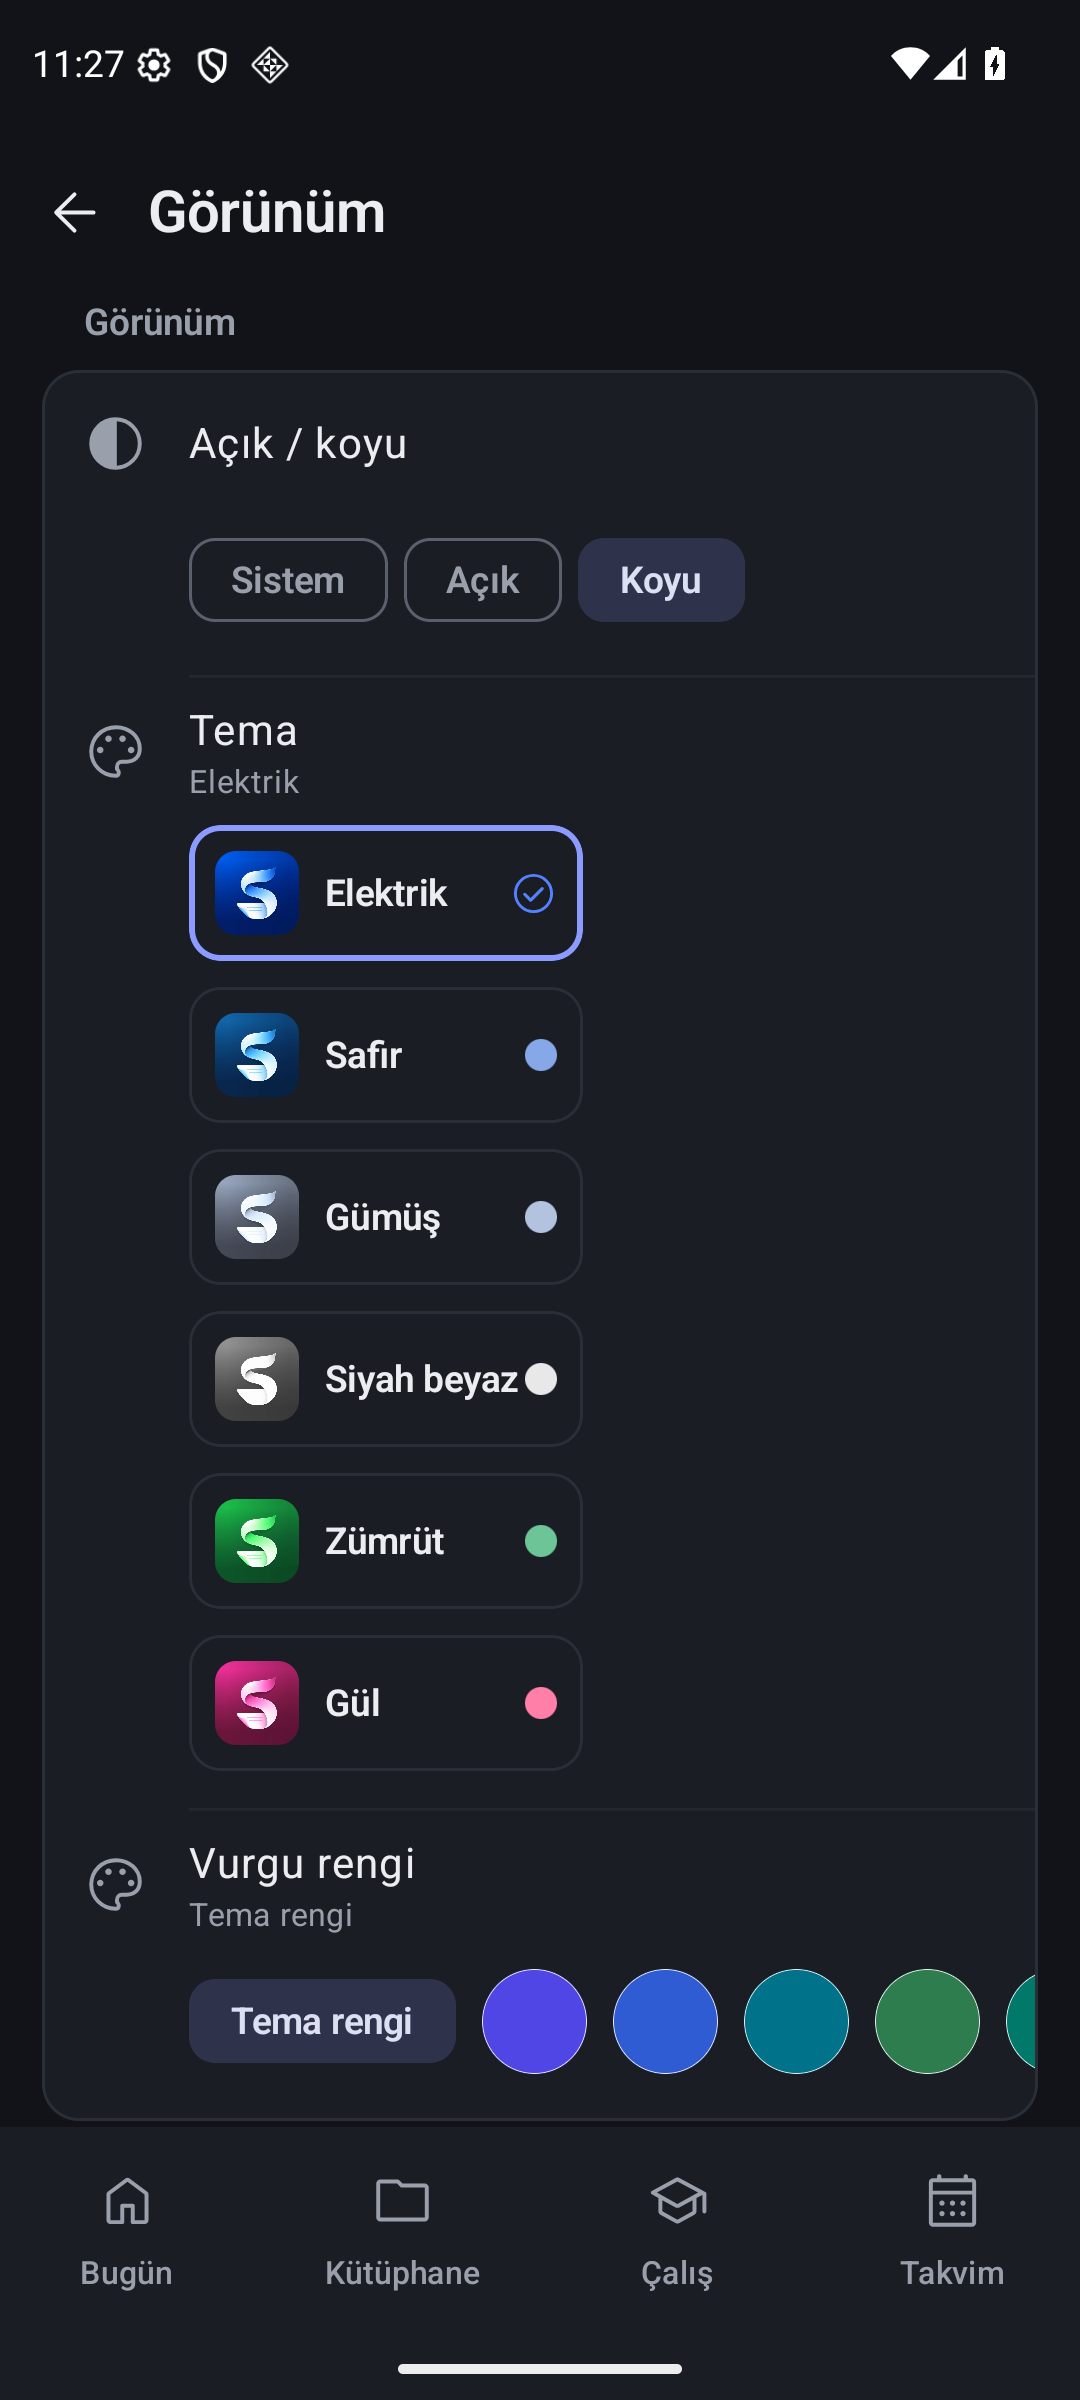 11:27
Görünüm
Görünüm
Açık / koyu
Sistem
Açık
Koyu
Tema
Elektrik
Elektrik
Safir
Gümüş
Siyah beyaz
Zümrüt
Gül
Vurgu rengi
Tema rengi
Tema rengi
Bugün
Kütüphane
Çalış
Takvim